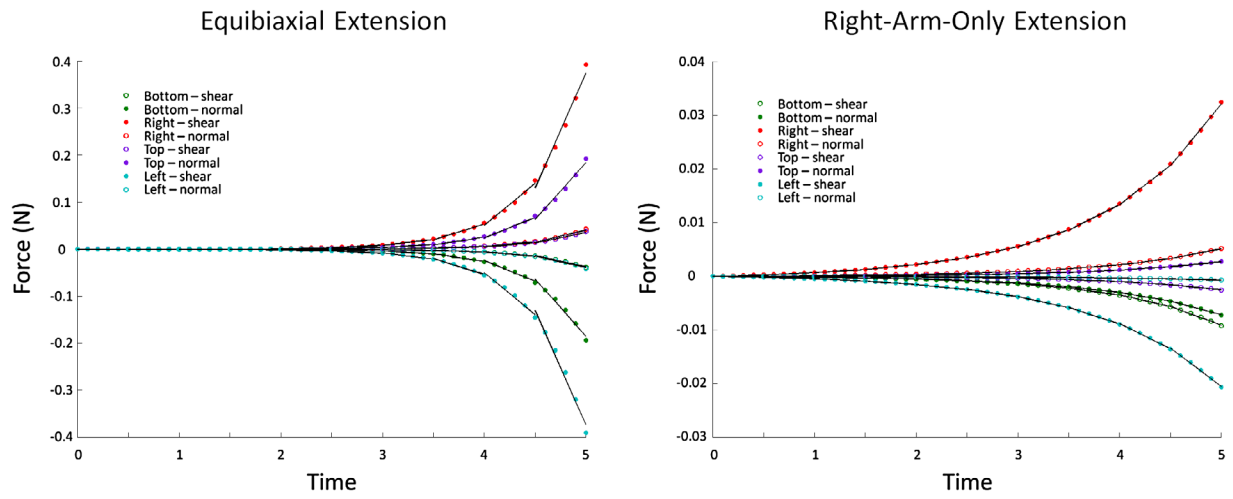 Equibiaxial Extension
0.4
0.3
0.2
0.1
0
-0.1
-0.2
-0.3
-0.4
Force (N)
Bottom – shear
Bottom – normal
Right – shear
Right – normal
Top – shear
Top – normal
Left – shear
Left – normal
0 1 2 3 4 5
Time
Right-Arm-Only Extension
0.04
0.03
0.02
0.01
0
-0.01
-0.02
-0.03
Force (N)
Bottom – shear
Bottom – normal
Right – shear
Right – normal
Top – shear
Top – normal
Left – shear
Left – normal
0 1 2 3 4 5
Time